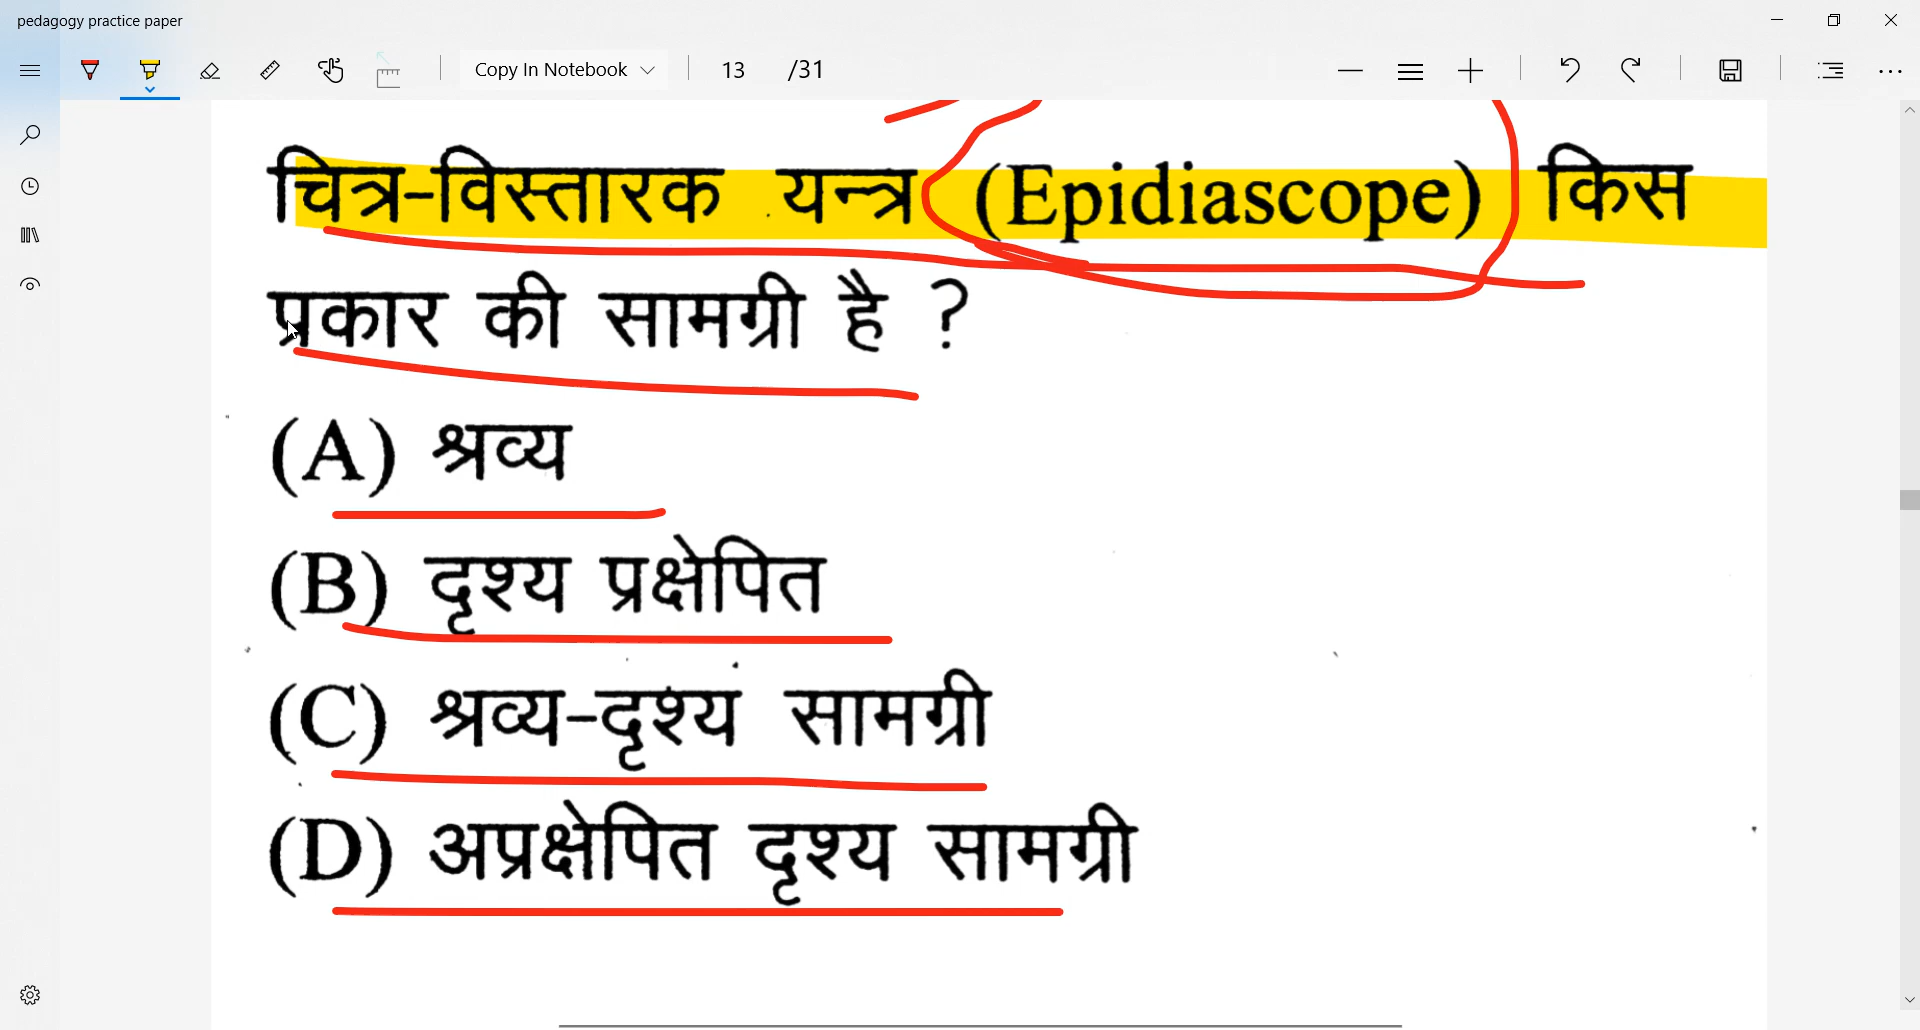 pedagogy practice paper
Copy In Notebook 13 /31
चित्र-विस्तारक यन्त्र (Epidiascope) किस
प्रकार की सामग्री है ?
(A) श्रव्य
(B) दृश्य प्रक्षेपित
(C) श्रव्य-दृश्य सामग्री
(D) अप्रक्षेपित दृश्य सामग्री